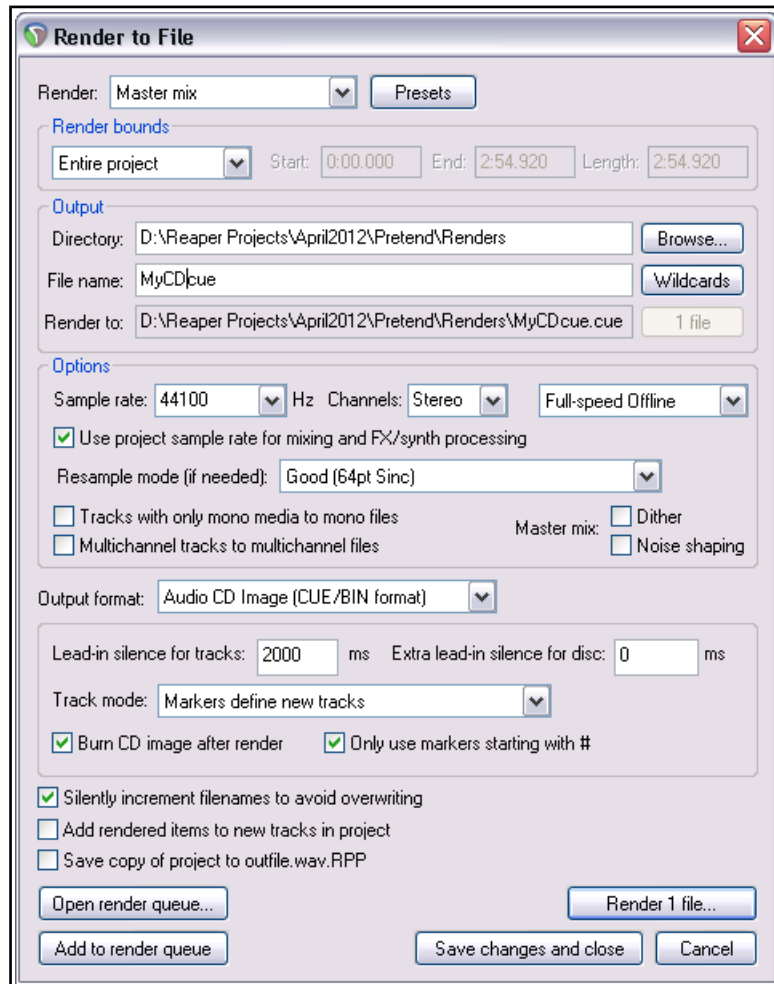 Render to File
Render: Master mix Presets
Render bounds
Entire project Start: 0:00.000 End: 2:54.920 Length: 2:54.920
Output
Directory: D:\Reaper Projects\April2012\Pretend\Renders Browse...
File name: MyCDcue Wildcards
Render to: D:\Reaper Projects\April2012\Pretend\Renders\MyCDcue.cue 1 file
Options
Sample rate: 44100 Hz Channels: Stereo Full-speed Offline
Use project sample rate for mixing and FX/synth processing
Resample mode (if needed): Good (64pt Sinc)
Tracks with only mono media to mono files Master mix: Dither
Multichannel tracks to multichannel files Noise shaping
Output format: Audio CD Image (CUE/BIN format)
Lead-in silence for tracks: 2000 ms Extra lead-in silence for disc: 0 ms
Track mode: Markers define new tracks
Burn CD image after render Only use markers starting with #
Silently increment filenames to avoid overwriting
Add rendered items to new tracks in project
Save copy of project to outfile.wav.RPP
Open render queue... Render 1 file...
Add to render queue Save changes and close Cancel